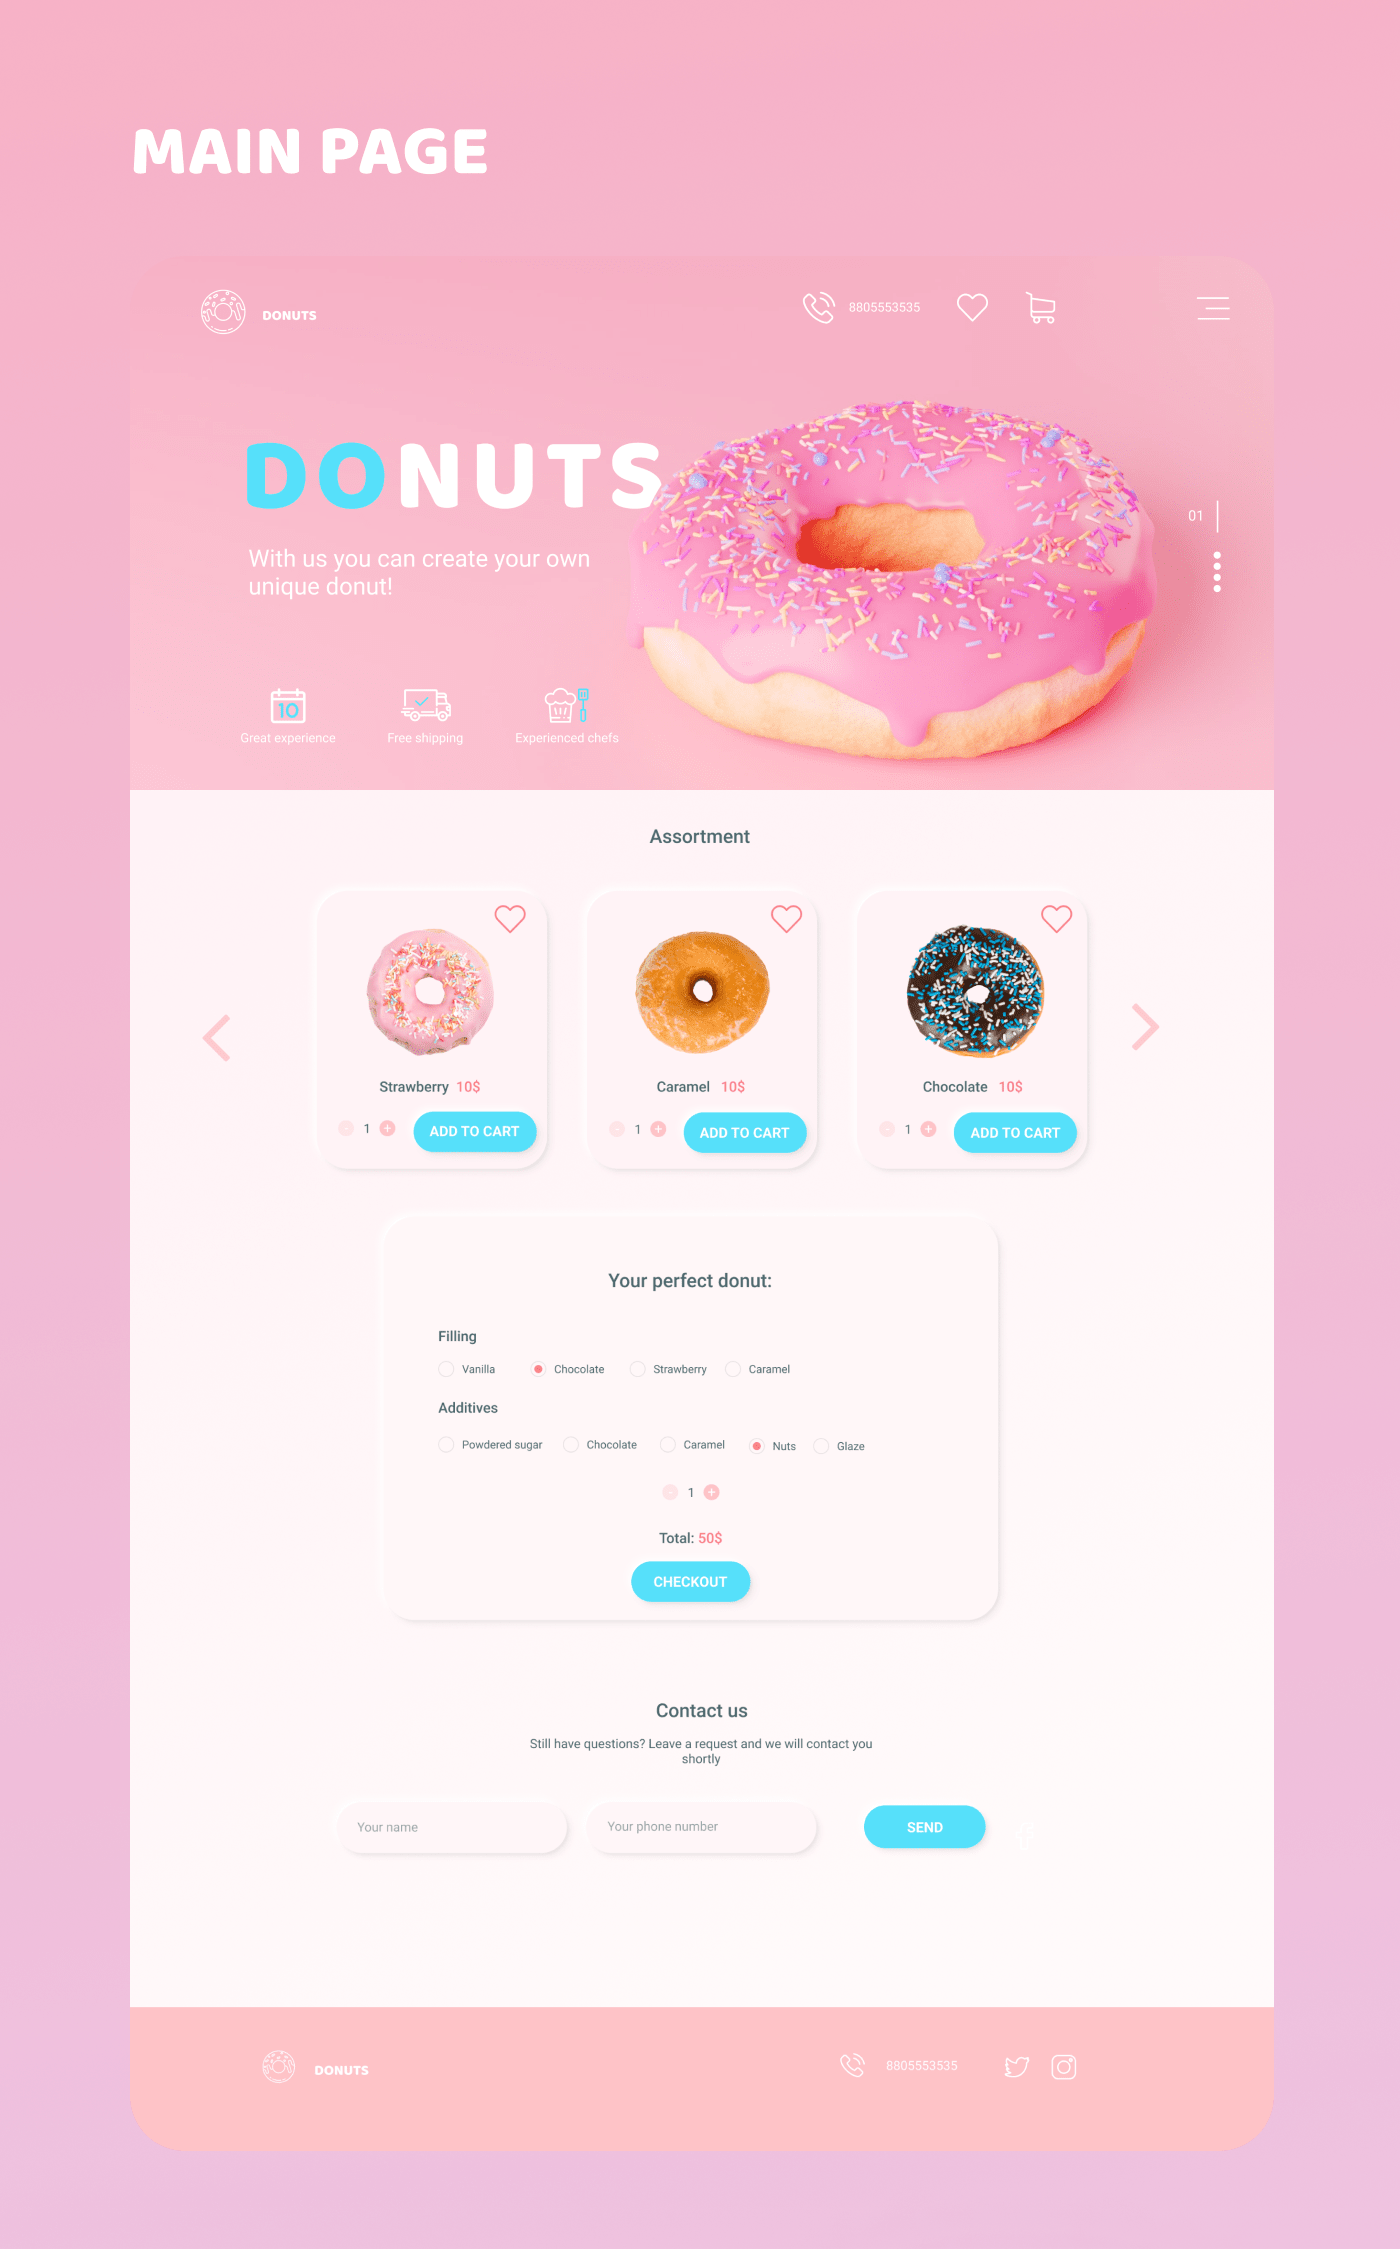 MAIN PAGE
DONUTS
8805553535
DONUTS
01
With us you can create your own
unique donut!
10
Great experience
Free shipping
Experienced chefs
Assortment
Strawberry 10$
- 1 +
ADD TO CART
Caramel 10$
- 1 +
ADD TO CART
Chocolate 10$
- 1 +
ADD TO CART
Your perfect donut:
Filling
Vanilla Chocolate Strawberry Caramel
Additives
Powdered sugar Chocolate Caramel Nuts Glaze
- 1 +
Total: 50$
CHECKOUT
Contact us
Still have questions? Leave a request and we will contact you
shortly
Your name
Your phone number
SEND
DONUTS
8805553535